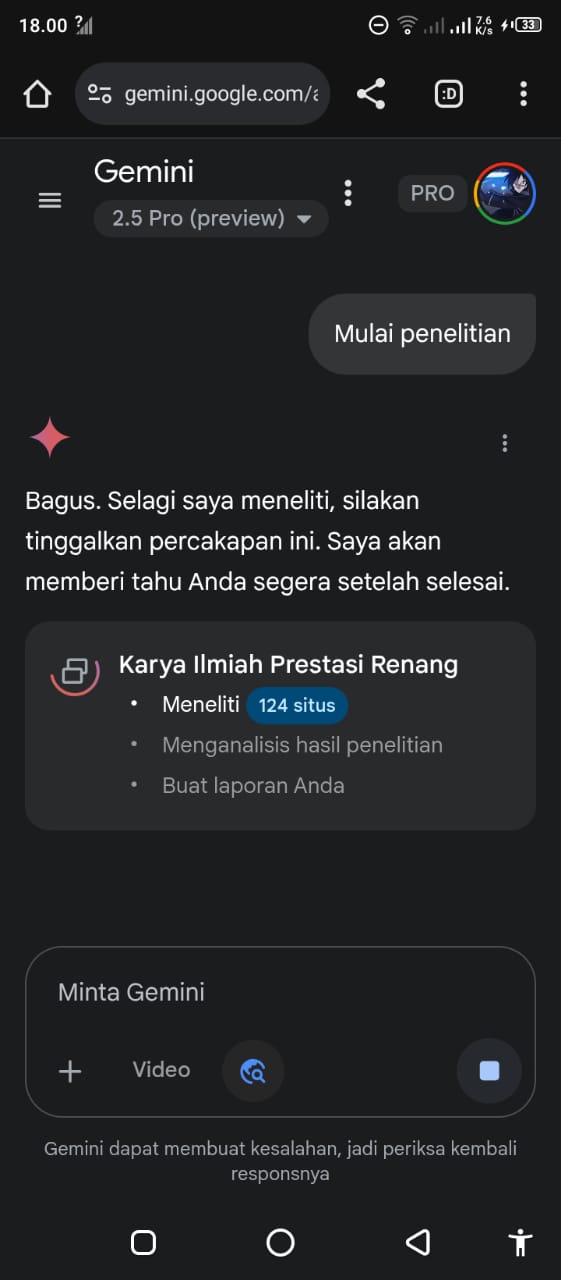 18.00
7.6
K/s
33
gemini.google.com/a
:D
Gemini
2.5 Pro (preview)
PRO
Mulai penelitian
Bagus. Selagi saya meneliti, silakan
tinggalkan percakapan ini. Saya akan
memberi tahu Anda segera setelah selesai.
Karya Ilmiah Prestasi Renang
• Meneliti 124 situs
• Menganalisis hasil penelitian
• Buat laporan Anda
Minta Gemini
Video
Gemini dapat membuat kesalahan, jadi periksa kembali
responsnya